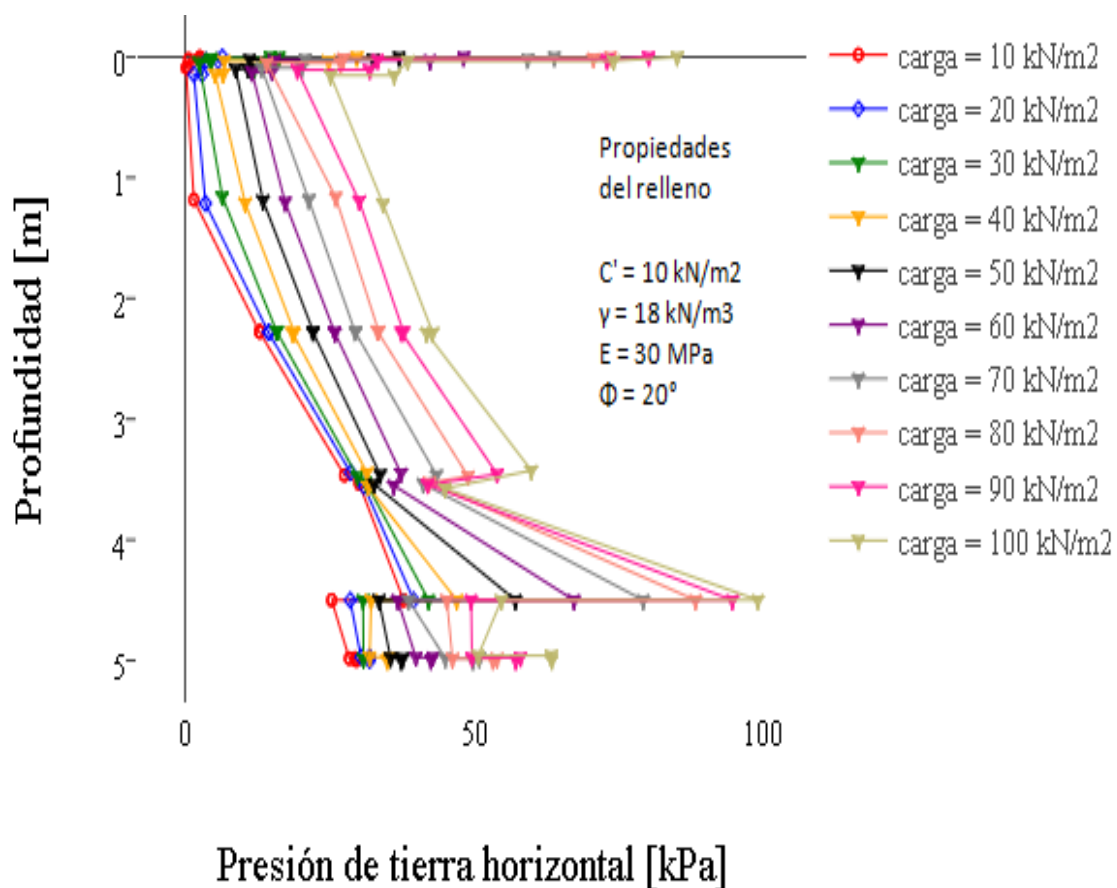 Profundidad [m]
0
1
2
3
4
5
0
50
100
Presión de tierra horizontal [kPa]
Propiedades
del relleno
C' = 10 kN/m2
γ = 18 kN/m3
E = 30 MPa
Φ = 20°
carga = 10 kN/m2
carga = 20 kN/m2
carga = 30 kN/m2
carga = 40 kN/m2
carga = 50 kN/m2
carga = 60 kN/m2
carga = 70 kN/m2
carga = 80 kN/m2
carga = 90 kN/m2
carga = 100 kN/m2